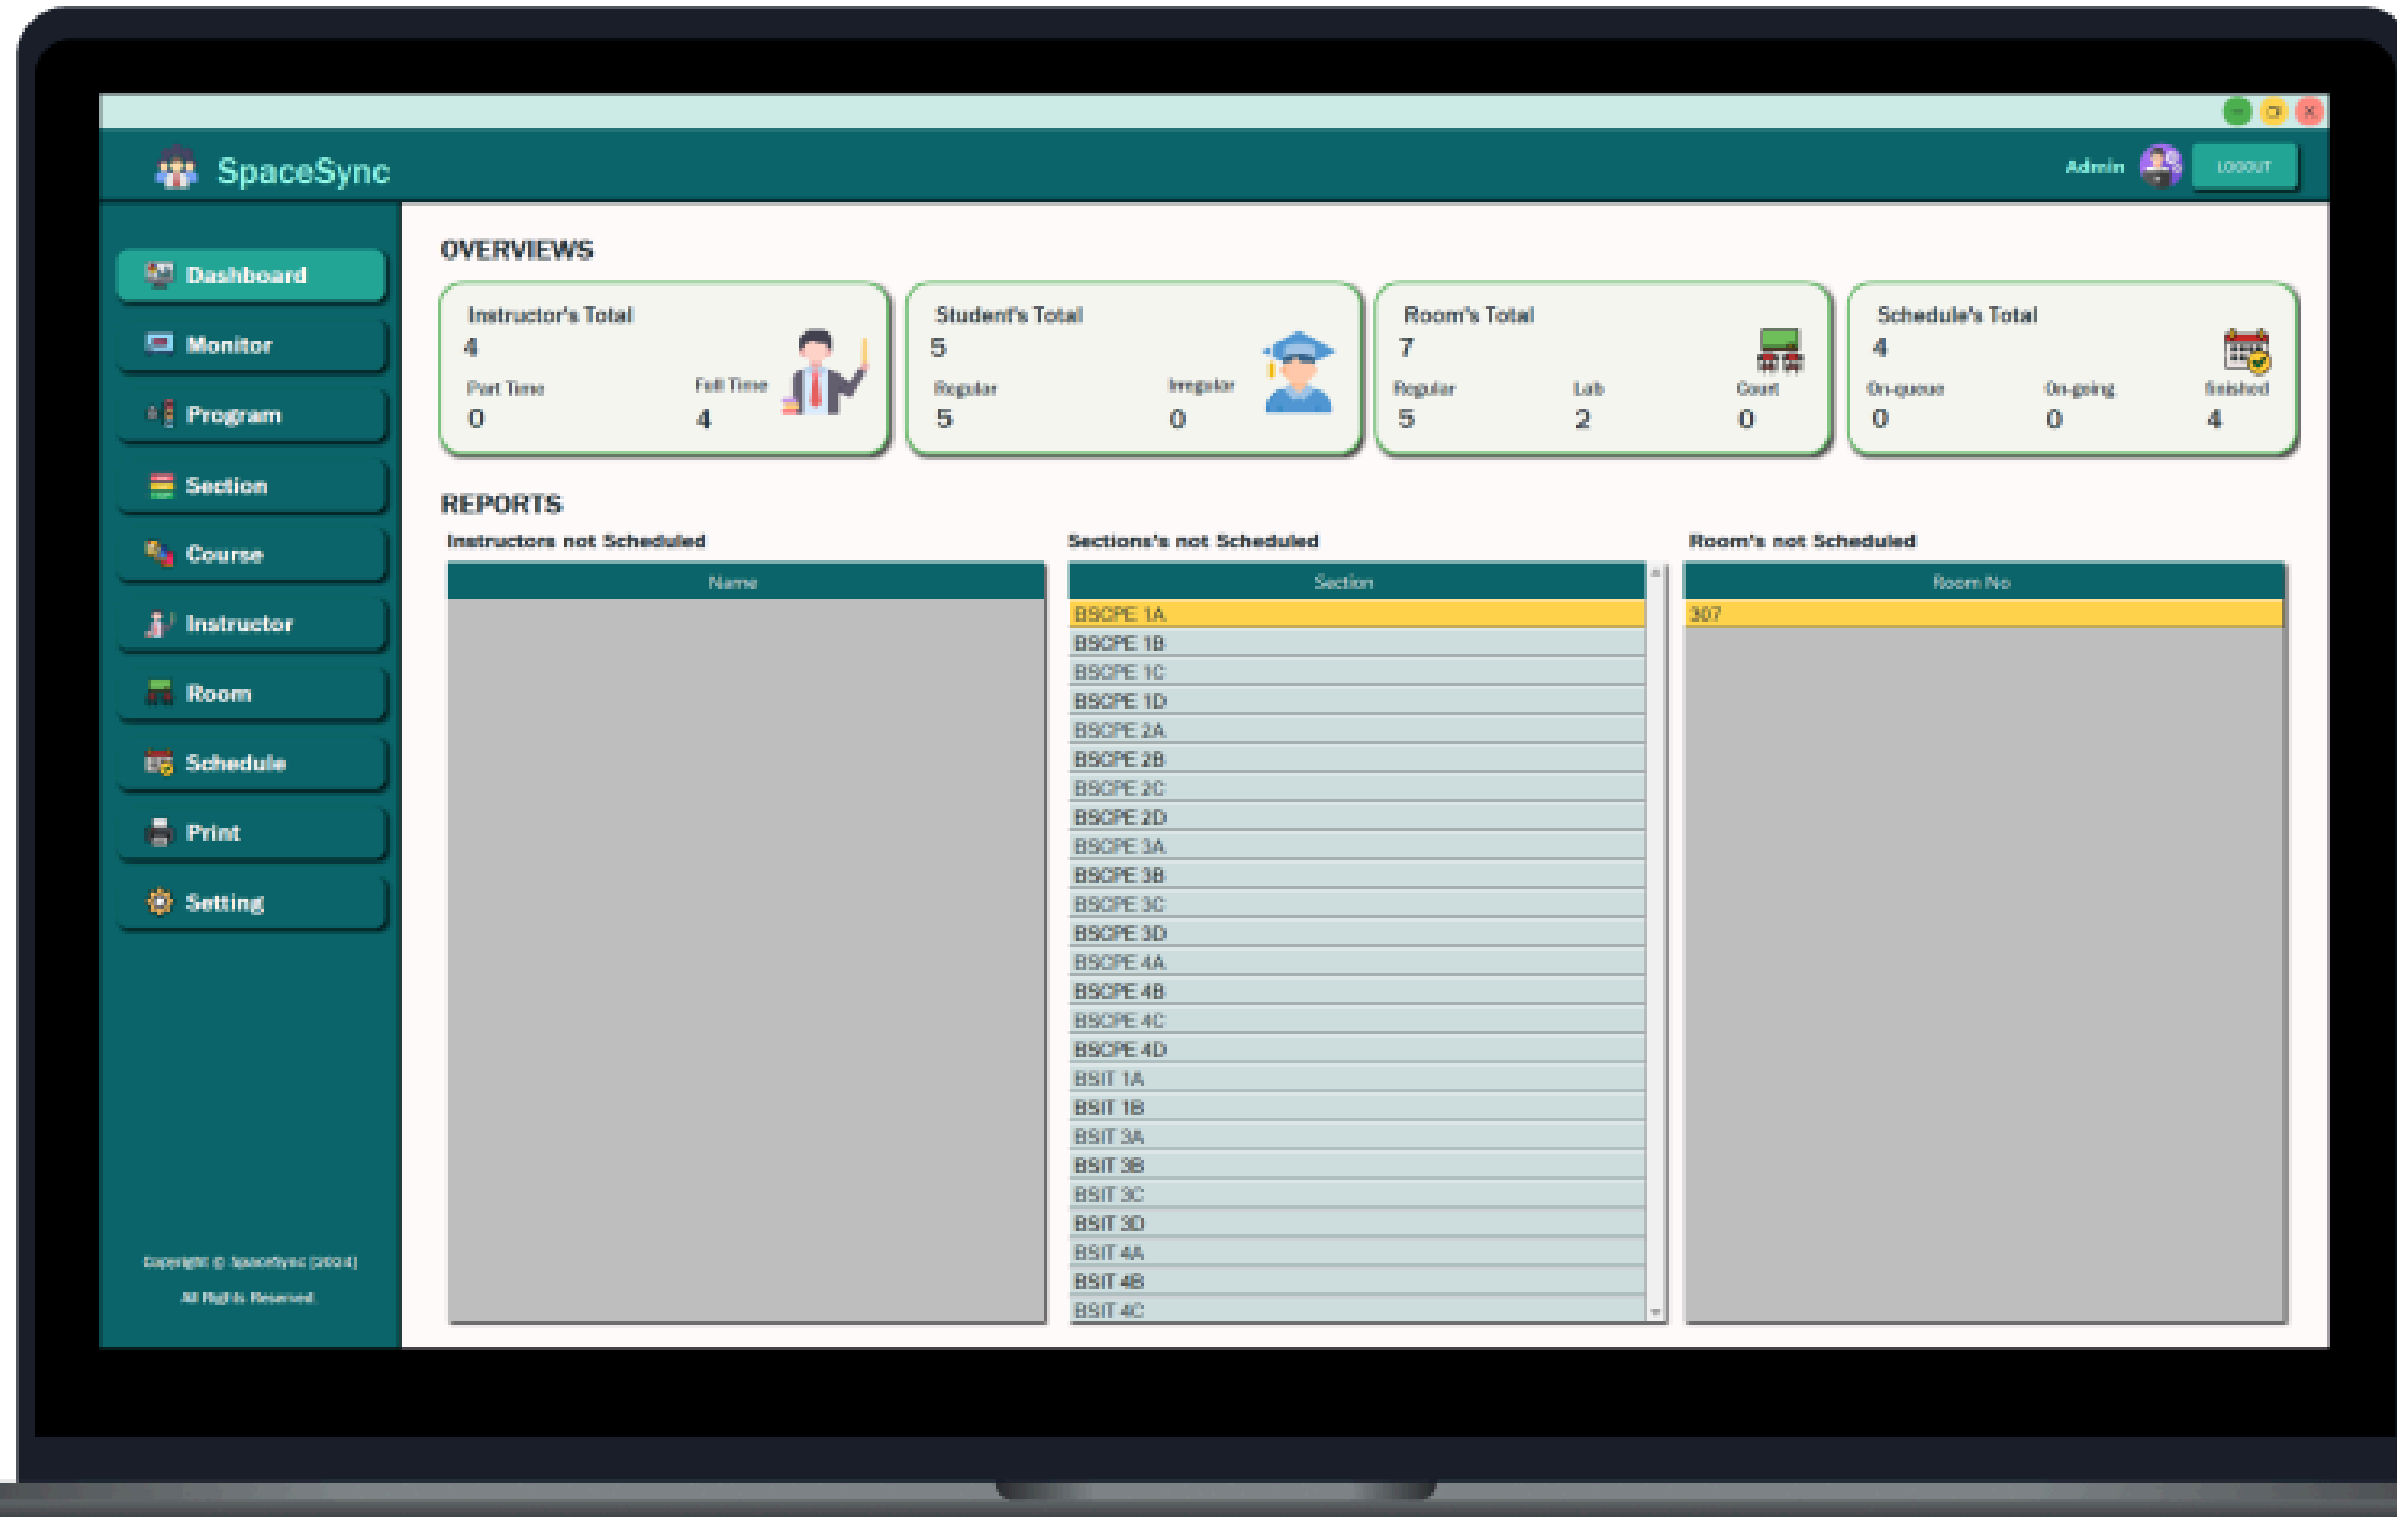 SpaceSync
Admin
LOGOUT
Dashboard
Monitor
Program
Section
Course
Instructor
Room
Schedule
Print
Setting
Copyright © SpaceSync [2024]
All Rights Reserved.
OVERVIEWS
Instructor's Total
4
Part Time
Full Time
0
4
Student's Total
5
Regular
Irregular
5
0
Room's Total
7
Regular
Lab
Court
5
2
0
Schedule's Total
4
On-queue
On-going
finished
0
0
4
REPORTS
Instructors not Scheduled
Name
Sections's not Scheduled
Section
BSCPE 1A
BSCPE 1B
BSCPE 1C
BSCPE 1D
BSCPE 2A
BSCPE 2B
BSCPE 2C
BSCPE 2D
BSCPE 3A
BSCPE 3B
BSCPE 3C
BSCPE 3D
BSCPE 4A
BSCPE 4B
BSCPE 4C
BSCPE 4D
BSIT 1A
BSIT 1B
BSIT 3A
BSIT 3B
BSIT 3C
BSIT 3D
BSIT 4A
BSIT 4B
BSIT 4C
Room's not Scheduled
Room No
307